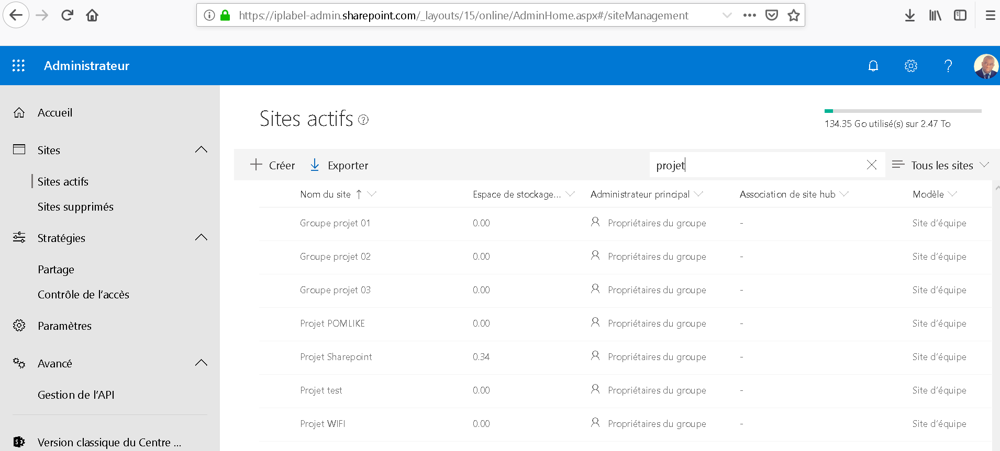 https://iplabel-admin.sharepoint.com/_layouts/15/online/AdminHome.aspx#/siteManagement
Administrateur
Accueil
Sites
Sites actifs
Sites supprimés
Stratégies
Partage
Contrôle de l'accès
Paramètres
Avancé
Gestion de l'API
Version classique du Centre ...
Sites actifs
134.35 Go utilisé(s) sur 2.47 To
Créer Exporter projet Tous les sites
Nom du site Espace de stockage... Administrateur principal Association de site hub Modèle
Groupe projet 01 0.00 Propriétaires du groupe - Site d'équipe
Groupe projet 02 0.00 Propriétaires du groupe - Site d'équipe
Groupe projet 03 0.00 Propriétaires du groupe - Site d'équipe
Projet POMLIKE 0.00 Propriétaires du groupe - Site d'équipe
Projet Sharepoint 0.34 Propriétaires du groupe - Site d'équipe
Projet test 0.00 Propriétaires du groupe - Site d'équipe
Projet WIFI 0.00 Propriétaires du groupe - Site d'équipe